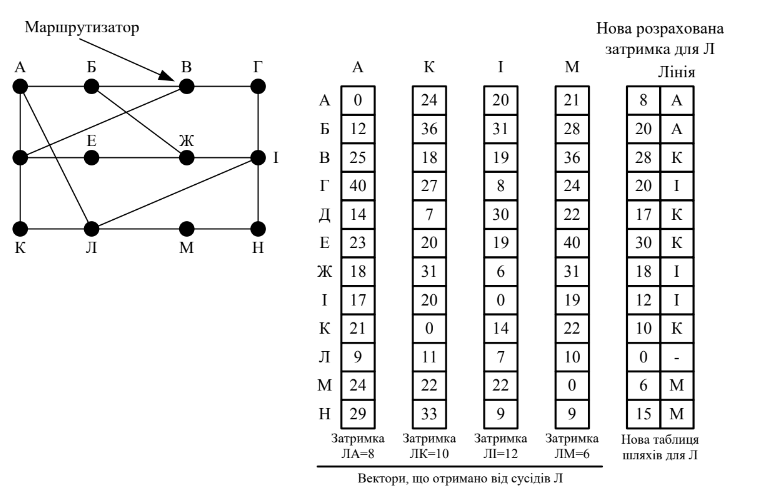 Маршрутизатор
А Б В Г
Е Ж І
К Л М Н
Нова розрахована
затримка для Л
А К І М Лінія
А 0 24 20 21 8 А
Б 12 36 31 28 20 А
В 25 18 19 36 28 К
Г 40 27 8 24 20 І
Д 14 7 30 22 17 К
Е 23 20 19 40 30 К
Ж 18 31 6 31 18 І
І 17 20 0 19 12 І
К 21 0 14 22 10 К
Л 9 11 7 10 0 -
М 24 22 22 0 6 М
Н 29 33 9 9 15 М
Затримка Затримка Затримка Затримка Нова таблиця
ЛА=8 ЛК=10 ЛІ=12 ЛМ=6 шляхів для Л
Вектори, що отримано від сусідів Л